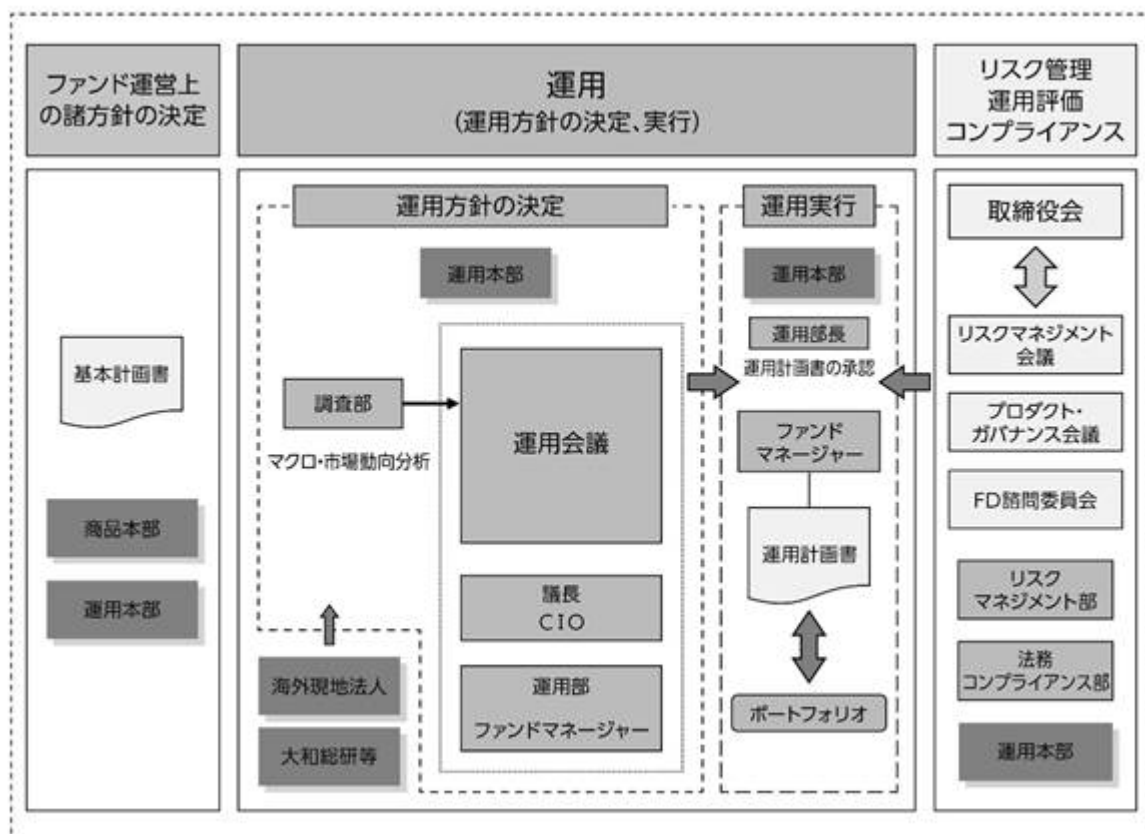 ファンド運営上
の諸方針の決定
運用
(運用方針の決定、実行)
リスク管理
運用評価
コンプライアンス
基本計画書
商品本部
運用本部
運用方針の決定
運用本部
調査部
マクロ・市場動向分析
運用会議
議長
CIO
運用部
ファンドマネージャー
海外現地法人
大和総研等
運用実行
運用本部
運用部長
運用計画書の承認
ファンド
マネージャー
運用計画書
ポートフォリオ
取締役会
リスクマネジメント
会議
プロダクト・
ガバナンス会議
FD諮問委員会
リスク
マネジメント部
法務
コンプライアンス部
運用本部